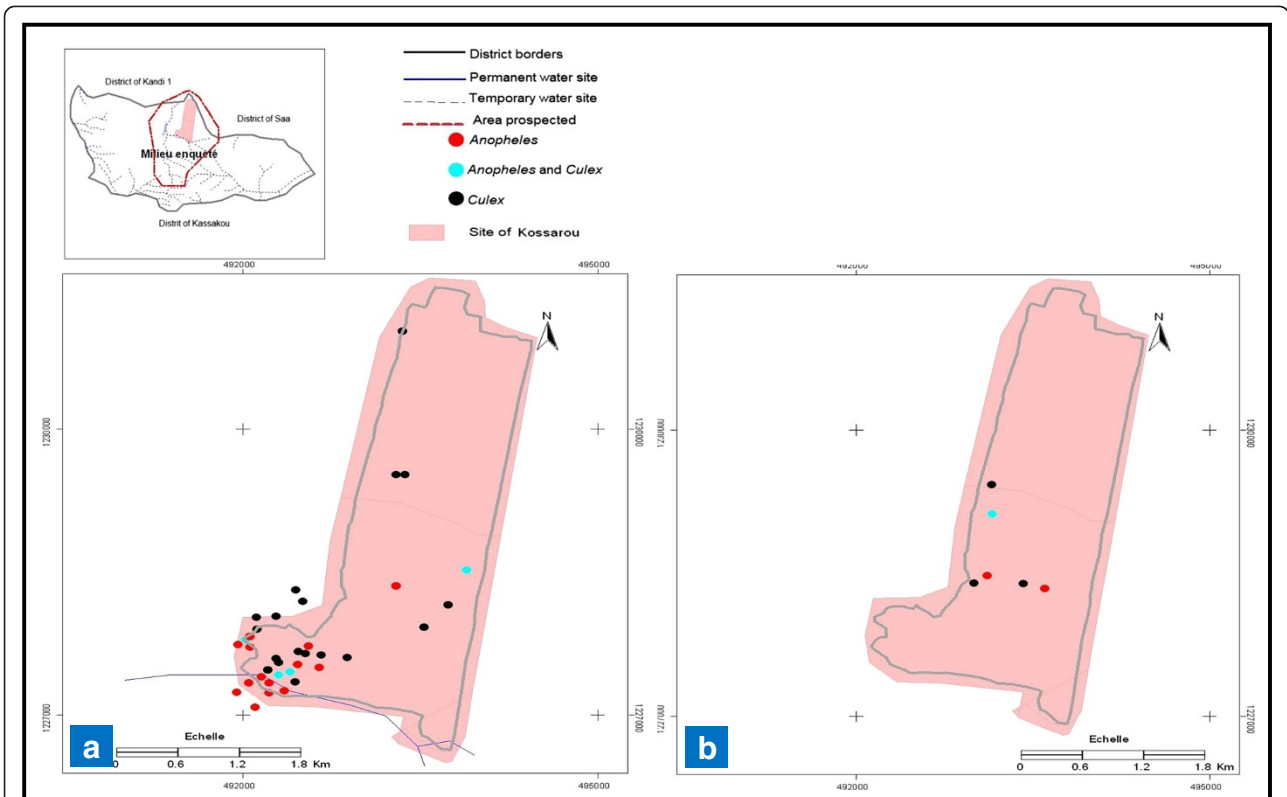 District of Kandi 1
District of Saa
Milieu enquêté
Distrit of Kassakou
District borders
Permanent water site
Temporary water site
Area prospected
Anopheles
Anopheles and Culex
Culex
Site of Kossarou
492000
495000
N
1230000
1230000
1227000
a
Echelle
0 0.6 1.2 1.8 Km
492000
495000
492000
495000
N
1230000
1230000
1227000
1227000
b
Echelle
0 0.6 1.2 1.8 Km
492000
495000